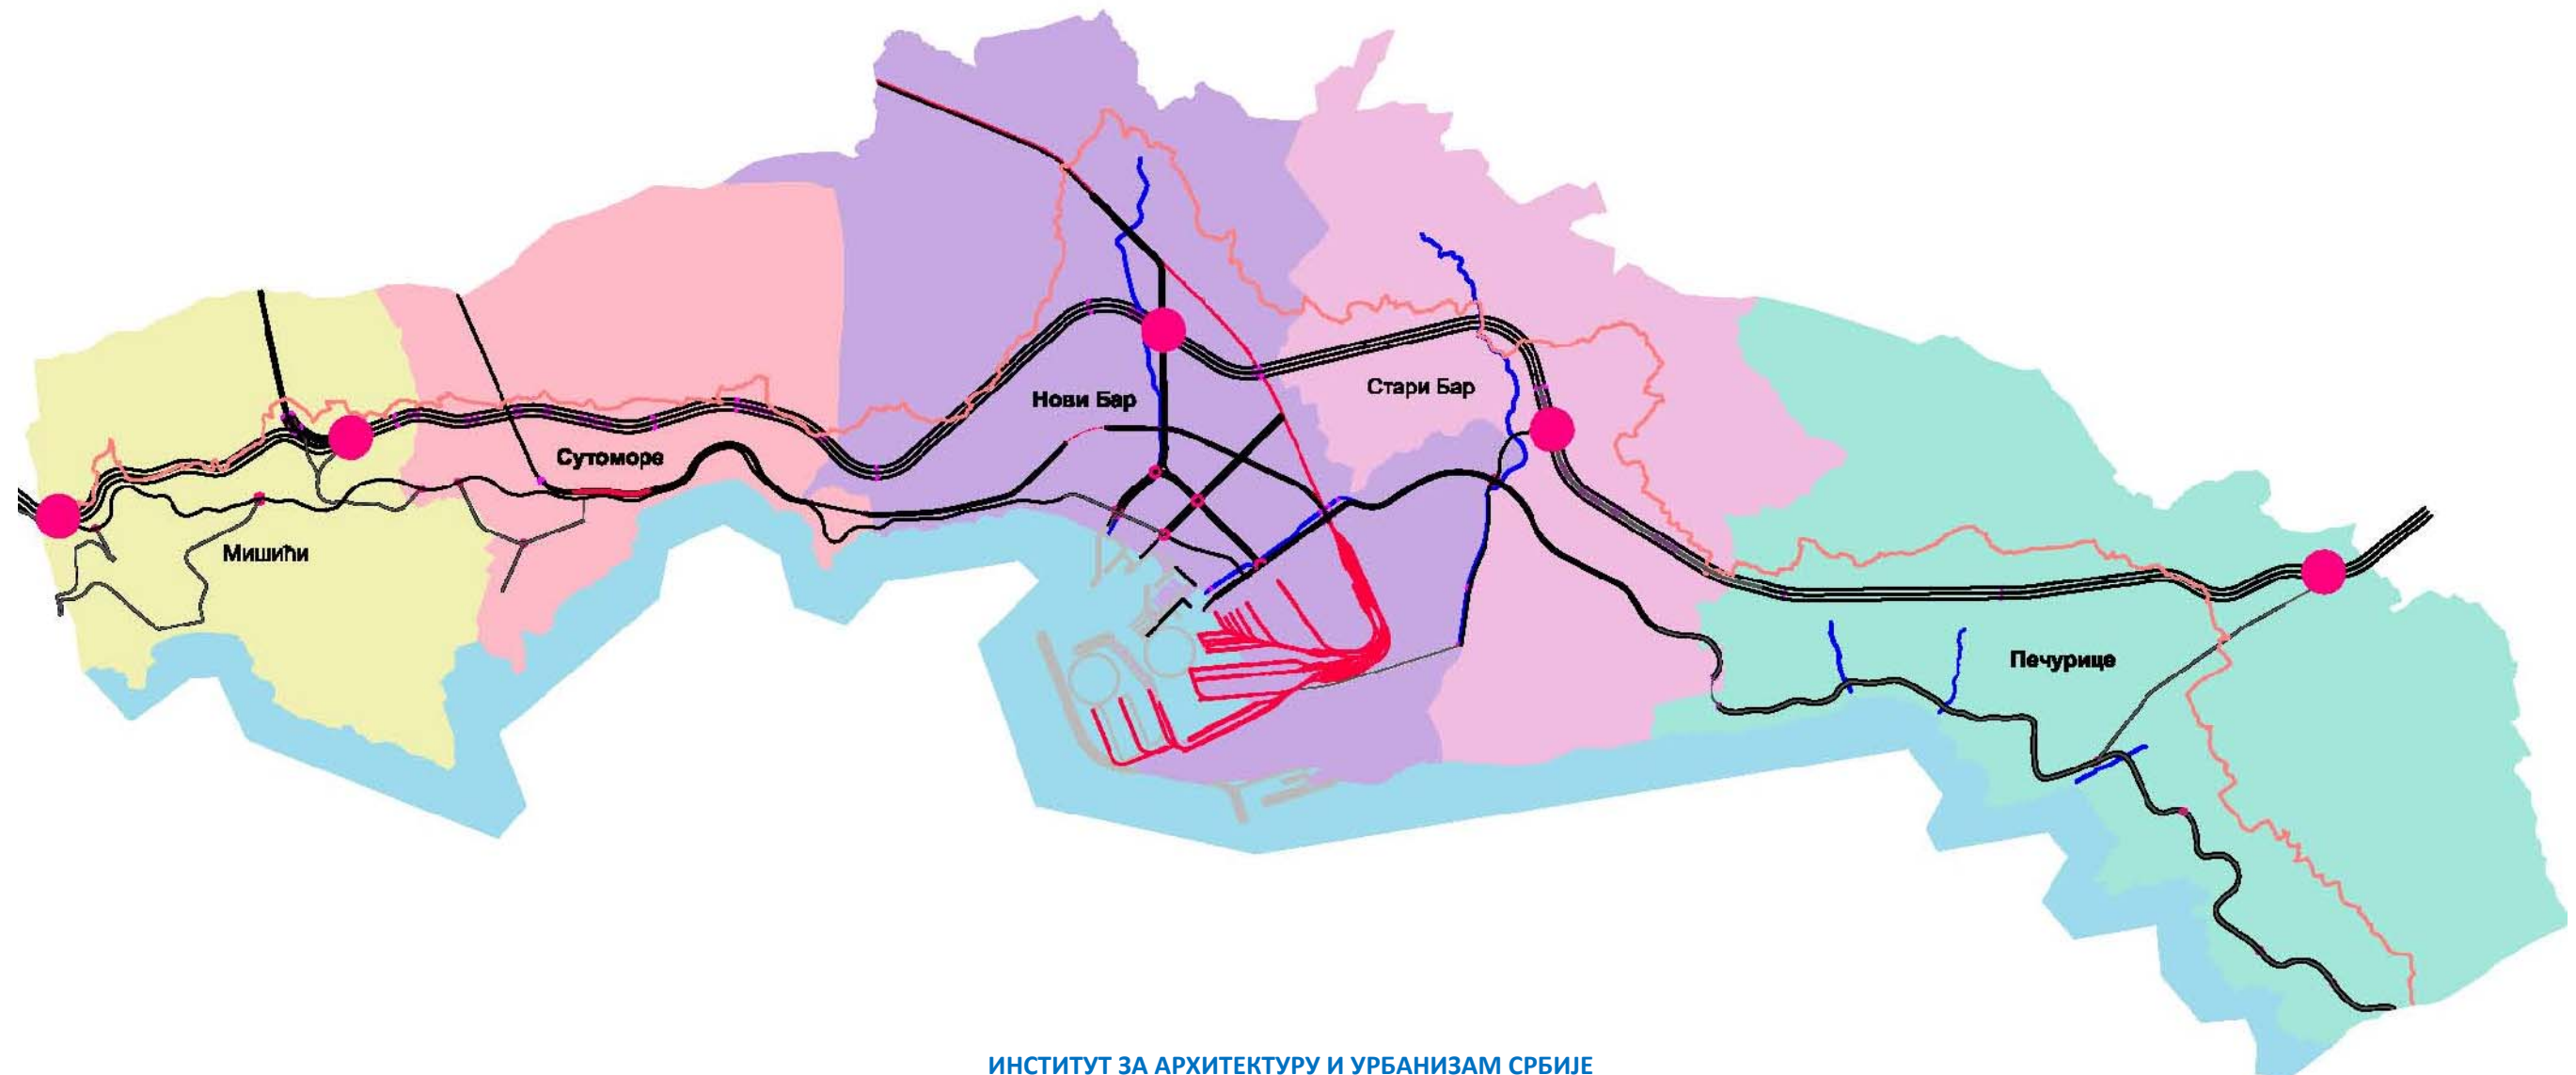 Нови Бар
Стари Бар
Сутоморе
Мишићи
Печурице
ИНСТИТУТ ЗА АРХИТЕКТУРУ И УРБАНИЗАМ СРБИЈЕ